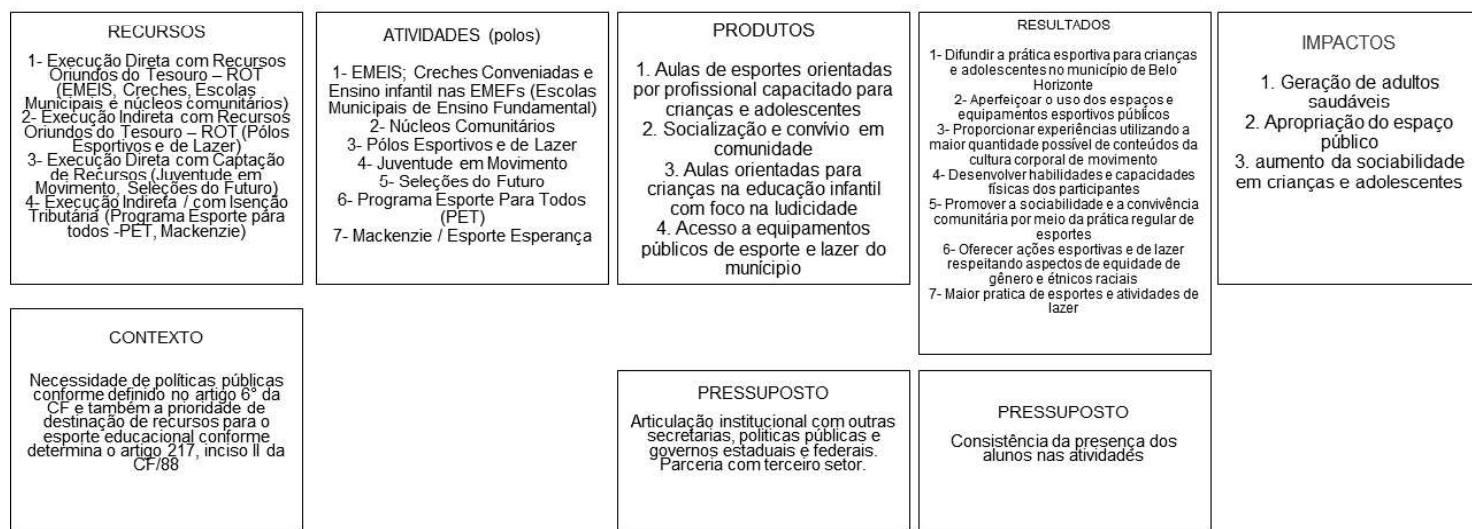 RECURSOS
1- Execução Direta com Recursos
Oriundos do Tesouro – ROT
(EMEIS, Creches, Escolas
Municipais e núcleos comunitários)
2- Execução Indireta com Recursos
Oriundos do Tesouro – ROT (Pólos
Esportivos e de Lazer)
3- Execução Direta com Captação
de Recursos (Juventude em
Movimento, Seleções do Futuro)
4- Execução Indireta / com Isenção
Tributária (Programa Esporte para
todos -PET, Mackenzie)
ATIVIDADES (polos)
1- EMEIS; Creches Conveniadas e
Ensino infantil nas EMEFs (Escolas
Municipais de Ensino Fundamental)
2- Núcleos Comunitários
3- Pólos Esportivos e de Lazer
4- Juventude em Movimento
5- Seleções do Futuro
6- Programa Esporte Para Todos
(PET)
7- Mackenzie / Esporte Esperança
PRODUTOS
1. Aulas de esportes orientadas
por profissional capacitado para
crianças e adolescentes
2. Socialização e convívio em
comunidade
3. Aulas orientadas para
crianças na educação infantil
com foco na ludicidade
4. Acesso a equipamentos
públicos de esporte e lazer do
munícipio
RESULTADOS
1- Difundir a prática esportiva para crianças
e adolescentes no município de Belo
Horizonte
2- Aperfeiçoar o uso dos espaços e
equipamentos esportivos públicos
3- Proporcionar experiências utilizando a
maior quantidade possível de conteúdos da
cultura corporal de movimento
4- Desenvolver habilidades e capacidades
físicas dos participantes
5- Promover a sociabilidade e a convivência
comunitária por meio da prática regular de
esportes
6- Oferecer ações esportivas e de lazer
respeitando aspectos de equidade de
gênero e étnicos raciais
7- Maior pratica de esportes e atividades de
lazer
IMPACTOS
1. Geração de adultos
saudáveis
2. Apropriação do espaço
público
3. aumento da sociabilidade
em crianças e adolescentes
CONTEXTO
Necessidade de políticas públicas
conforme definido no artigo 6° da
CF e também a prioridade de
destinação de recursos para o
esporte educacional conforme
determina o artigo 217, inciso II da
CF/88
PRESSUPOSTO
Articulação institucional com outras
secretarias, politicas públicas e
governos estaduais e federais.
Parceria com terceiro setor.
PRESSUPOSTO
Consistência da presença dos
alunos nas atividades